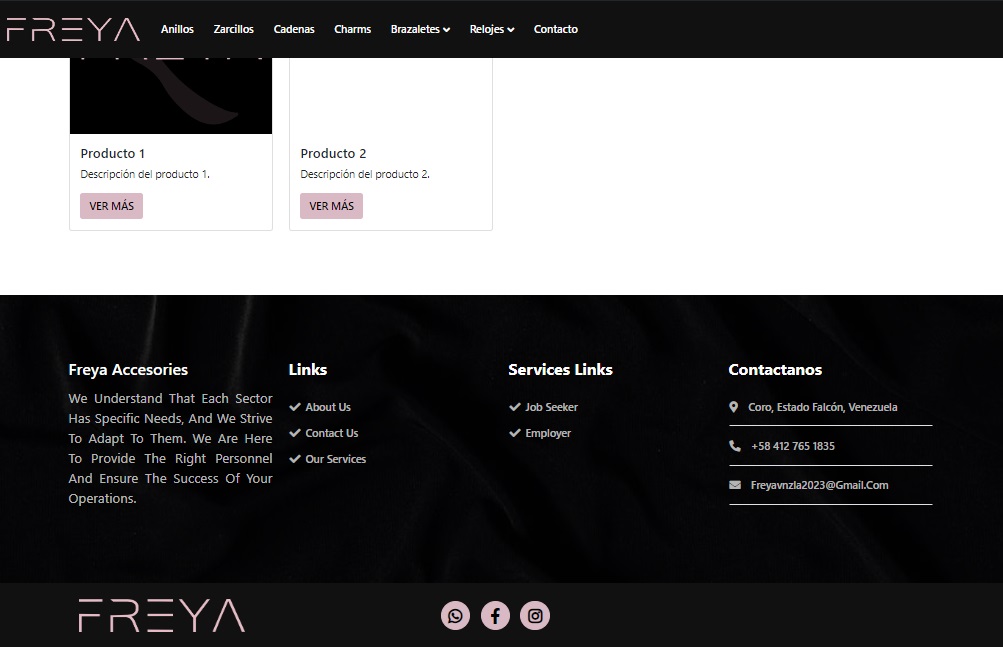 FREYA
Anillos Zarcillos Cadenas Charms Brazaletes Relojes Contacto
Producto 1
Descripción del producto 1.
VER MÁS
Producto 2
Descripción del producto 2.
VER MÁS
Freya Accesories
We Understand That Each Sector
Has Specific Needs, And We Strive
To Adapt To Them. We Are Here
To Provide The Right Personnel
And Ensure The Success Of Your
Operations.
Links
About Us
Contact Us
Our Services
Services Links
Job Seeker
Employer
Contactanos
Coro, Estado Falcón, Venezuela
+58 412 765 1835
Freyavnzla2023@Gmail.Com
FREYA